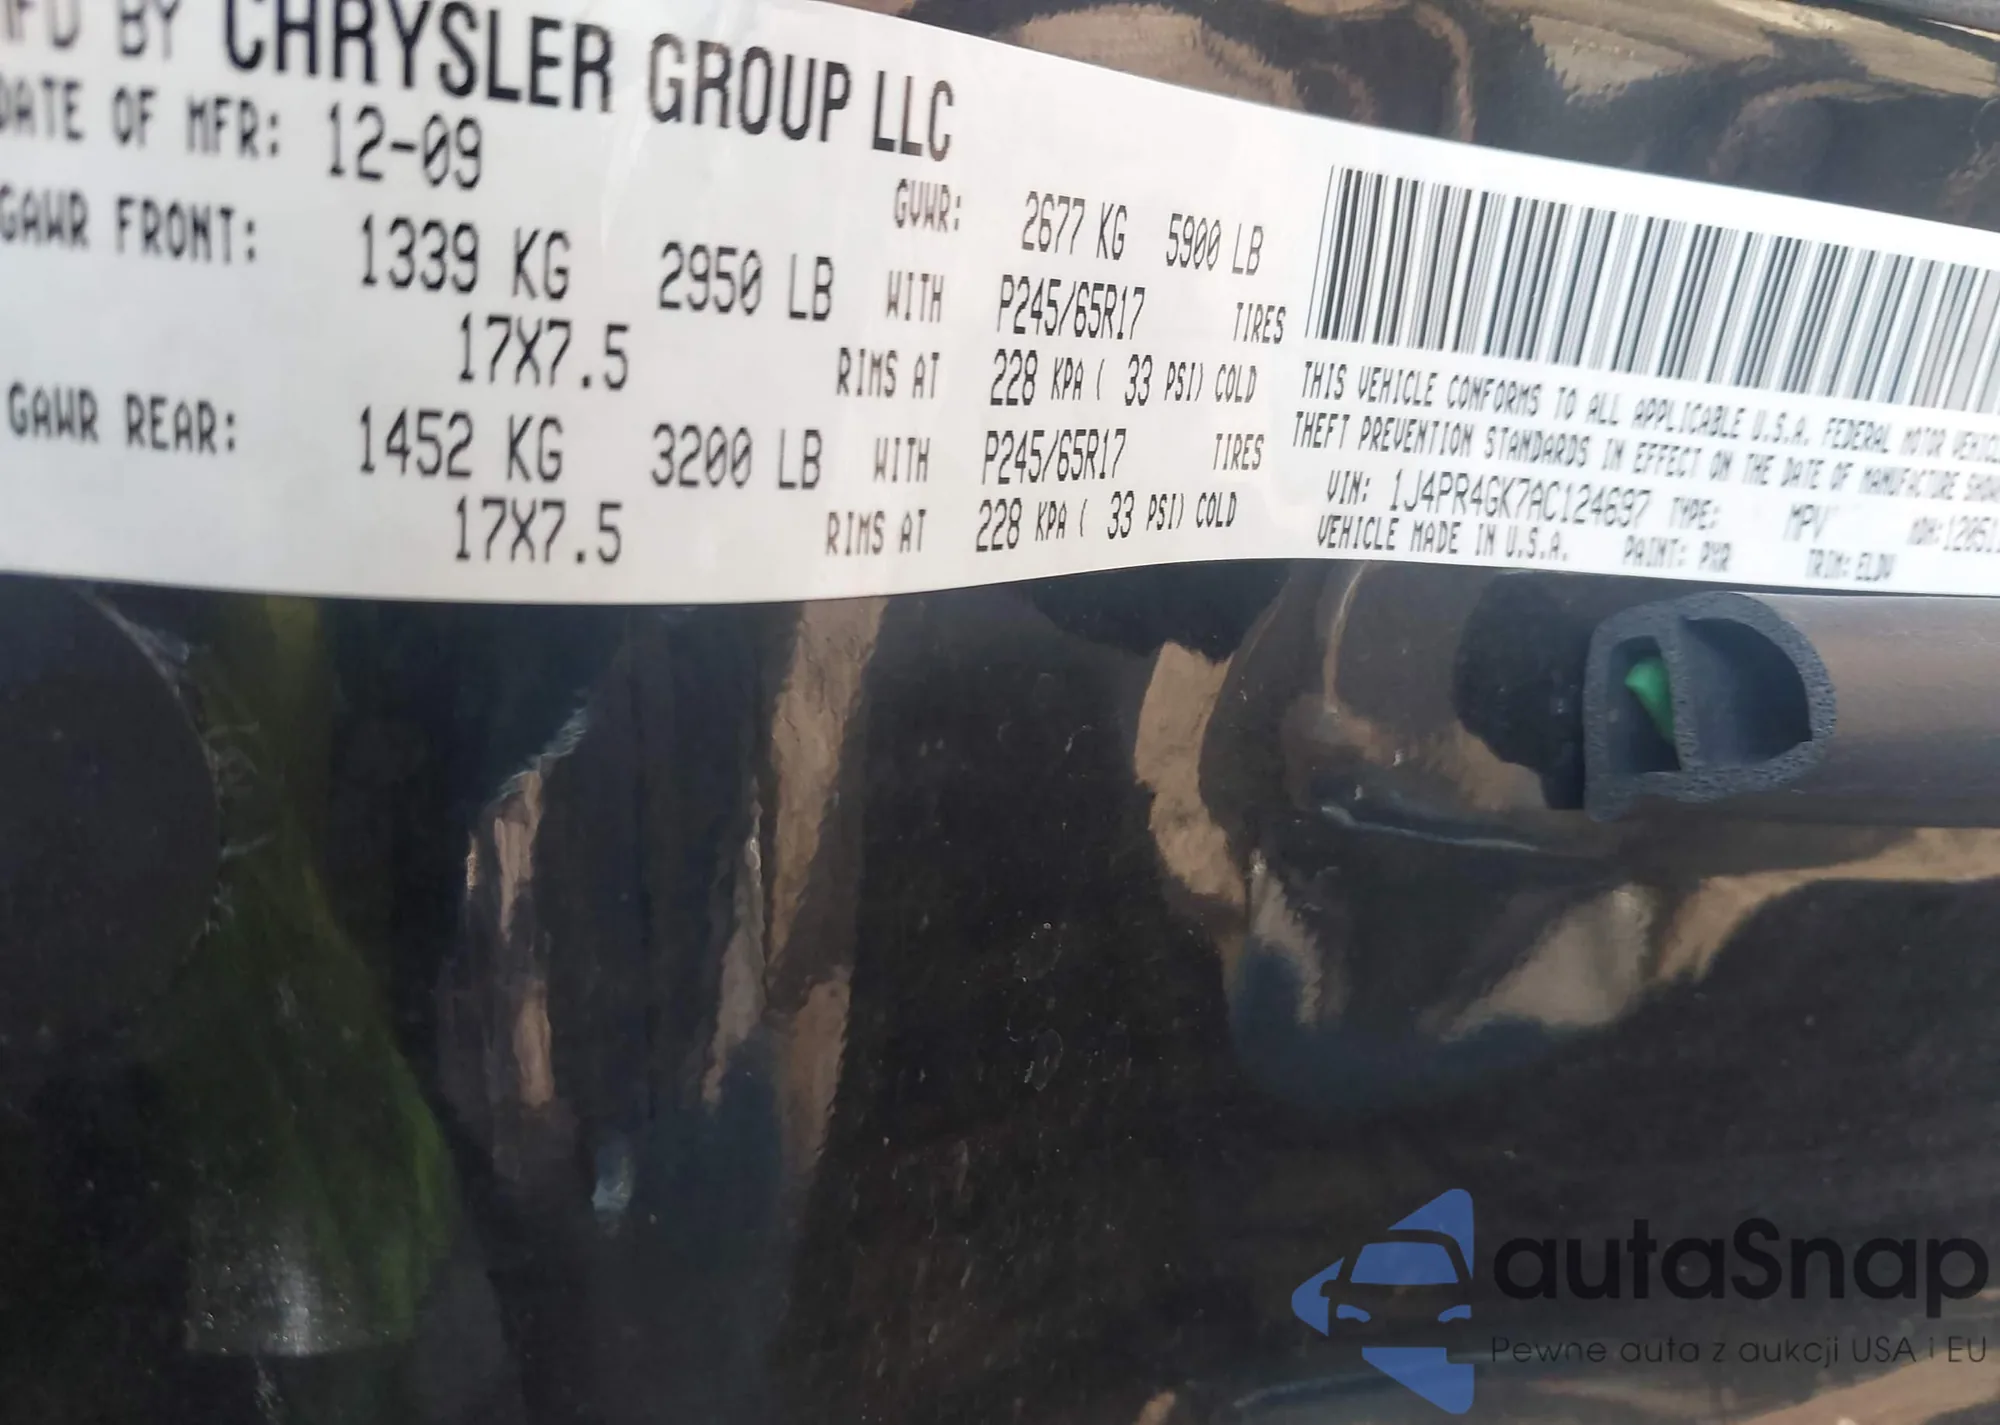 MFD BY CHRYSLER GROUP LLC
DATE OF MFR: 12-09
GVWR: 2677 KG 5900 LB
GAWR FRONT: 1339 KG 2950 LB WITH P245/65R17 TIRES
17X7.5 RIMS AT 228 KPA ( 33 PSI) COLD
GAWR REAR: 1452 KG 3200 LB WITH P245/65R17 TIRES
17X7.5 RIMS AT 228 KPA ( 33 PSI) COLD
THIS VEHICLE CONFORMS TO ALL APPLICABLE U.S.A. FEDERAL MOTOR VEHICLE
THEFT PREVENTION STANDARDS IN EFFECT ON THE DATE OF MANUFACTURE SHOWN
VIN: 1J4PR4GK7AC124697 TYPE: MPV MDH:12051
VEHICLE MADE IN U.S.A. PAINT: PXR TRIM: ELDV
autaSnap
Pewne auta z aukcji USA i EU